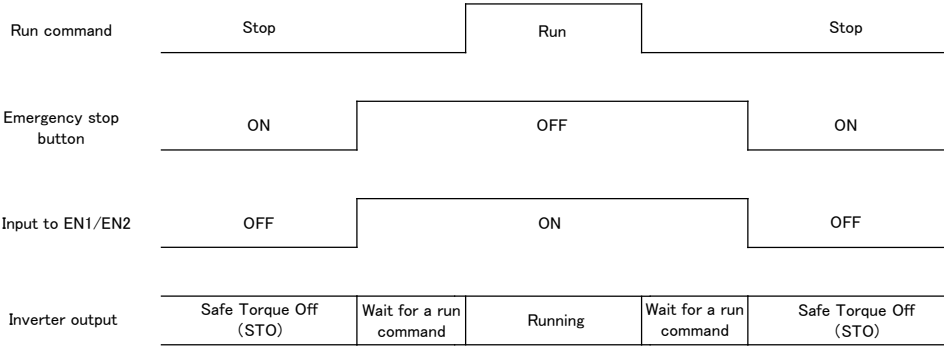 Run command Stop Run Stop
Emergency stop
button ON OFF ON
Input to EN1/EN2 OFF ON OFF
Inverter output
Safe Torque Off
(STO)
Wait for a run
command
Running
Wait for a run
command
Safe Torque Off
(STO)